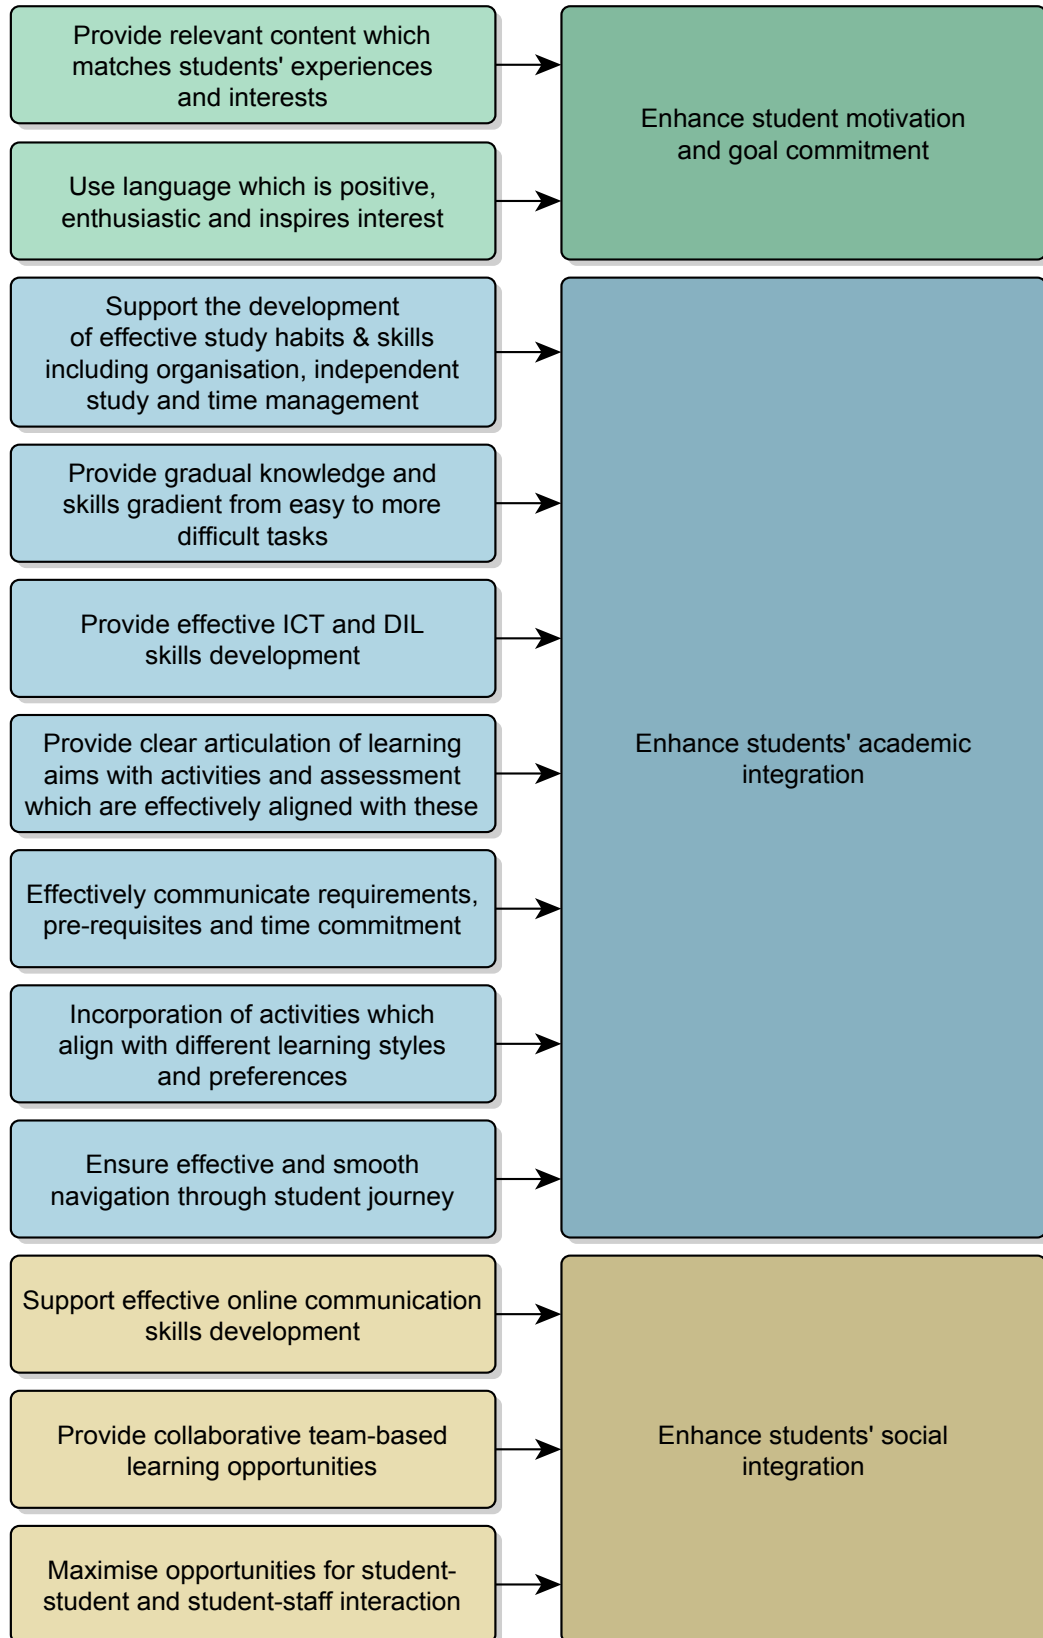 Provide relevant content which
matches students' experiences
and interests
Use language which is positive,
enthusiastic and inspires interest
Enhance student motivation
and goal commitment
Support the development
of effective study habits & skills
including organisation, independent
study and time management
Provide gradual knowledge and
skills gradient from easy to more
difficult tasks
Provide effective ICT and DIL
skills development
Provide clear articulation of learning
aims with activities and assessment
which are effectively aligned with these
Effectively communicate requirements,
pre-requisites and time commitment
Incorporation of activities which
align with different learning styles
and preferences
Ensure effective and smooth
navigation through student journey
Enhance students' academic
integration
Support effective online communication
skills development
Provide collaborative team-based
learning opportunities
Maximise opportunities for student-
student and student-staff interaction
Enhance students' social
integration